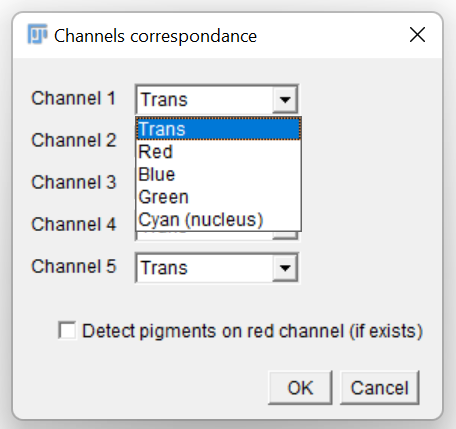 Channels correspondance
Channel 1 Trans
Trans
Channel 2
Red
Blue
Channel 3
Green
Channel 4 Cyan (nucleus)
Channel 5 Trans
Detect pigments on red channel (if exists)
OK Cancel